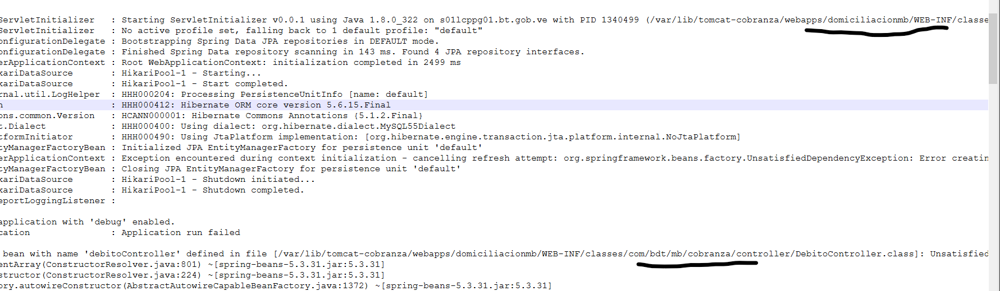 ServletInitializer : Starting ServletInitializer v0.0.1 using Java 1.8.0_322 on s01lcppg01.bt.gob.ve with PID 1340499 (/var/lib/tomcat-cobranza/webapps/domiciliacionmb/WEB-INF/classe
ServletInitializer : No active profile set, falling back to 1 default profile: "default"
onfigurationDelegate : Bootstrapping Spring Data JPA repositories in DEFAULT mode.
onfigurationDelegate : Finished Spring Data repository scanning in 143 ms. Found 4 JPA repository interfaces.
erApplicationContext : Root WebApplicationContext: initialization completed in 2499 ms
kariDataSource : HikariPool-1 - Starting...
kariDataSource : HikariPool-1 - Start completed.
rnal.util.LogHelper : HHH000204: Processing PersistenceUnitInfo [name: default]
n : HHH000412: Hibernate ORM core version 5.6.15.Final
ons.common.Version : HCANN000001: Hibernate Commons Annotations {5.1.2.Final}
t.Dialect : HHH000400: Using dialect: org.hibernate.dialect.MySQL55Dialect
tformInitiator : HHH000490: Using JtaPlatform implementation: [org.hibernate.engine.transaction.jta.platform.internal.NoJtaPlatform]
tyManagerFactoryBean : Initialized JPA EntityManagerFactory for persistence unit 'default'
erApplicationContext : Exception encountered during context initialization - cancelling refresh attempt: org.springframework.beans.factory.UnsatisfiedDependencyException: Error creatin
tyManagerFactoryBean : Closing JPA EntityManagerFactory for persistence unit 'default'
kariDataSource : HikariPool-1 - Shutdown initiated...
kariDataSource : HikariPool-1 - Shutdown completed.
eportLoggingListener :
application with 'debug' enabled.
cation : Application run failed
bean with name 'debitoController' defined in file [/var/lib/tomcat-cobranza/webapps/domiciliacionmb/WEB-INF/classes/com/bdt/mb/cobranza/controller/DebitoController.class]: Unsatisfied
entArray(ConstructorResolver.java:801) ~[spring-beans-5.3.31.jar:5.3.31]
structor(ConstructorResolver.java:224) ~[spring-beans-5.3.31.jar:5.3.31]
ory.autowireConstructor(AbstractAutowireCapableBeanFactory.java:1372) ~[spring-beans-5.3.31.jar:5.3.31]